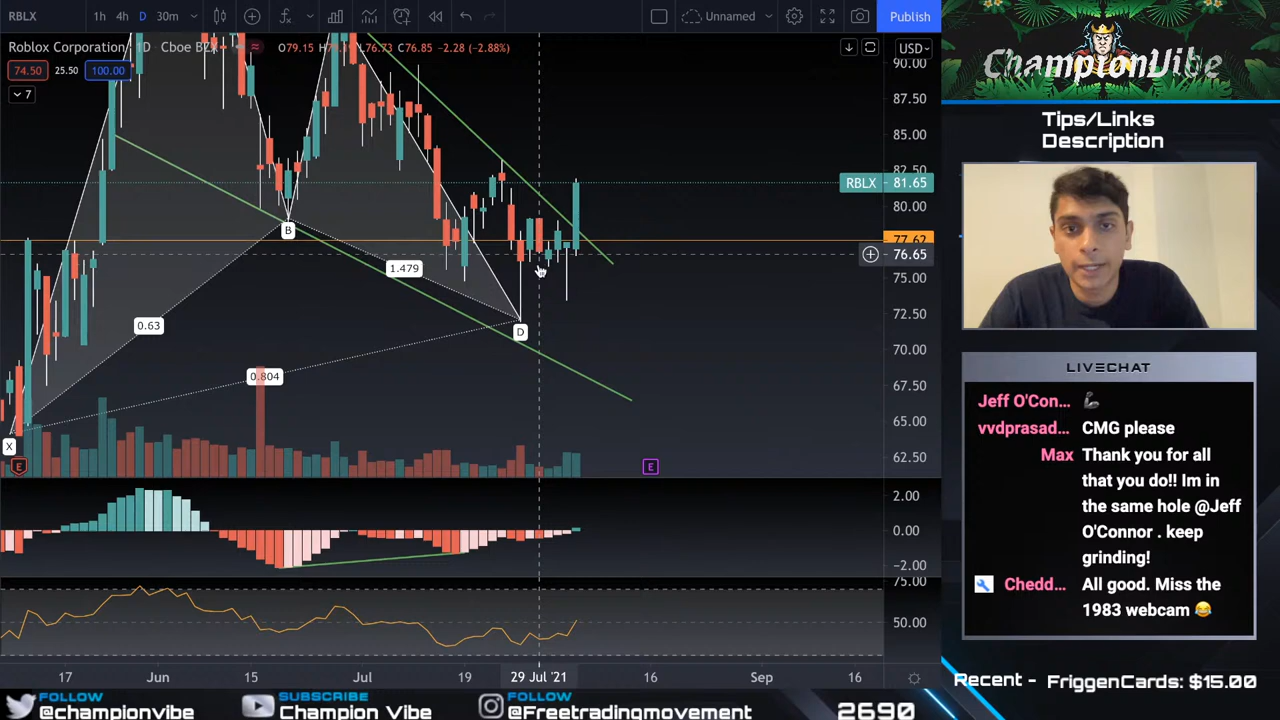 RBLX 1h 4h D 30m Unnamed Publish
Roblox Corporation 1D Cboe BZX O79.15 L76.73 C76.85 -2.28 (-2.88%) USD
74.50 25.50 100.00
7
90.00
87.50
85.00
82.50
RBLX 81.65
80.00
77.62
76.65
75.00
72.50
70.00
67.50
65.00
62.50
B
1.479
0.63
D
0.804
X
E
E
2.00
0.00
-2.00
75.00
50.00
17 Jun 15 Jul 19 29 Jul '21 16 Sep 16
ChampionVibe
Tips/Links
Description
LIVECHAT
Jeff O'Con... 🦾
vvdprasad... CMG please
Max Thank you for all
that you do!! Im in
the same hole @Jeff
O'Connor . keep
grinding!
Chedd... All good. Miss the
1983 webcam 😂
Recent - FriggenCards: $15.00
FOLLOW
@championvibe
SUBSCRIBE
Champion Vibe
FOLLOW
@Freetradingmovement
2690